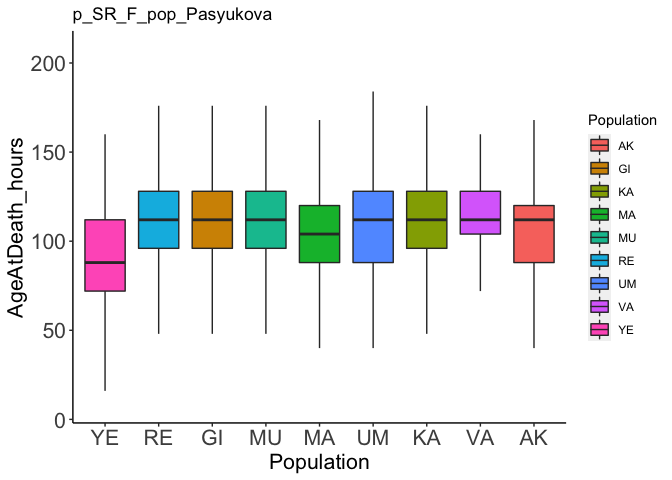 p_SR_F_pop_Pasyukova
AgeAtDeath_hours
200
150
100
50
0
YE RE GI MU MA UM KA VA AK
Population
Population
AK
GI
KA
MA
MU
RE
UM
VA
YE